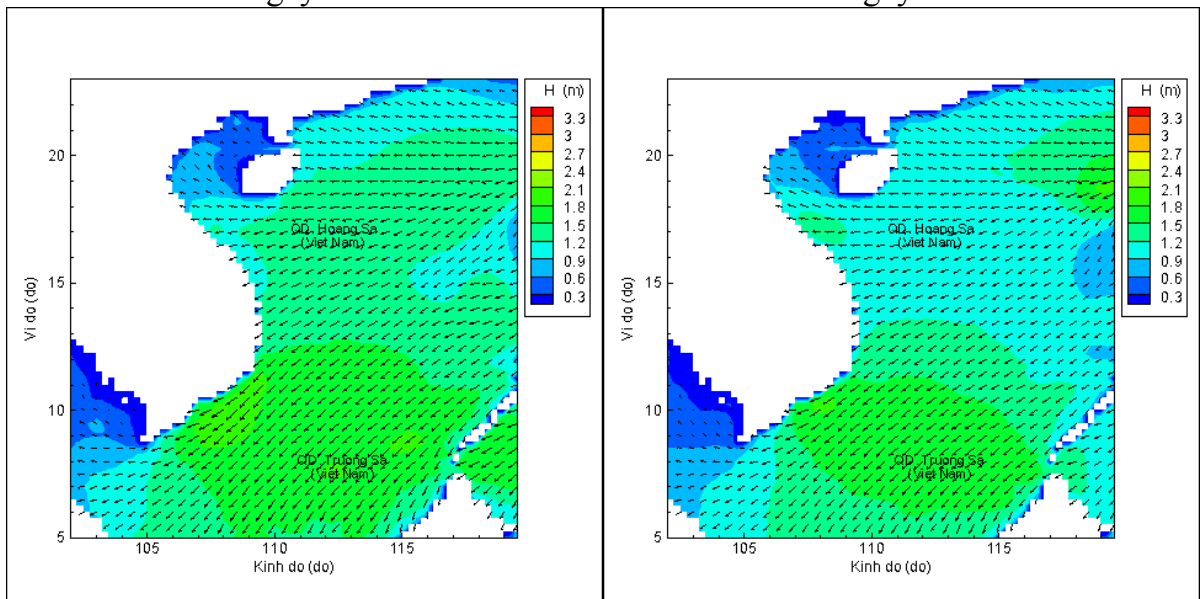 H (m)
3.3
3
2.7
2.4
2.1
1.8
1.5
1.2
0.9
0.6
0.3
20
15
10
5
Vi do (do)
QD. Hoang Sa
(Viet Nam)
QD. Truong Sa
(Viet Nam)
105
110
115
Kinh do (do)
H (m)
3.3
3
2.7
2.4
2.1
1.8
1.5
1.2
0.9
0.6
0.3
20
15
10
5
Vi do (do)
QD. Hoang Sa
(Viet Nam)
QD. Truong Sa
(Viet Nam)
105
110
115
Kinh do (do)